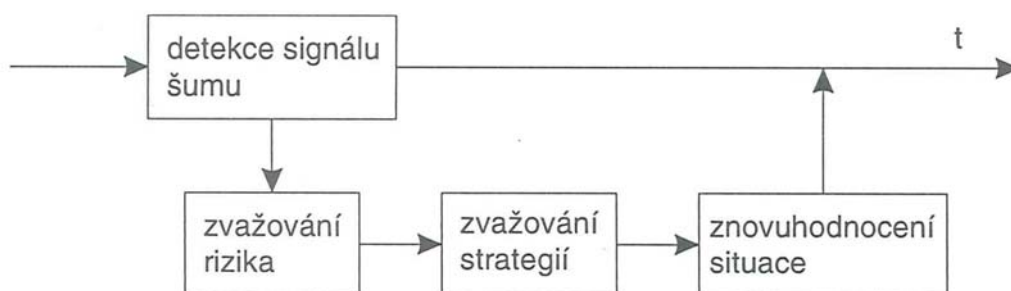 detekce signálu
šumu
t
zvažování
rizika
zvažování
strategií
znovuhodnocení
situace